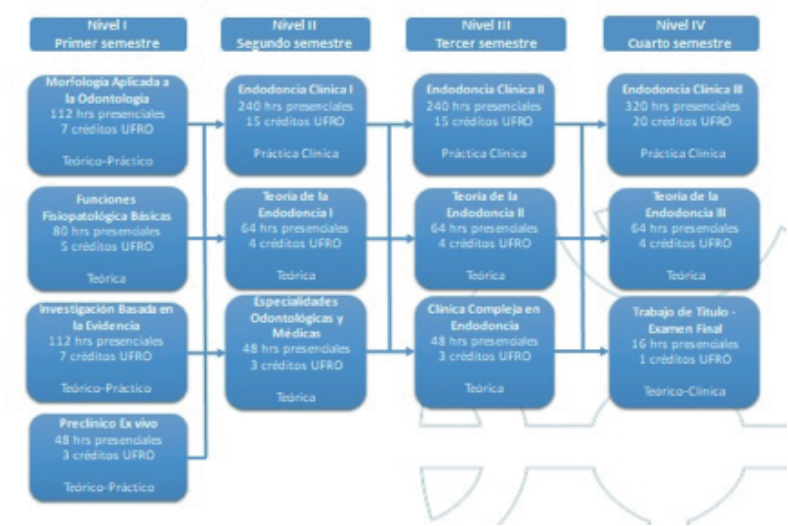 Nivel I
Primer semestre
Nivel II
Segundo semestre
Nivel III
Tercer semestre
Nivel IV
Cuarto semestre
Morfología Aplicada a
la Odontología
112 hrs presenciales
7 créditos UFRO
Teórico-Práctico
Endodoncia Clínica I
240 hrs presenciales
15 créditos UFRO
Práctica Clínica
Endodoncia Clínica II
240 hrs presenciales
15 créditos UFRO
Práctica Clínica
Endodoncia Clínica III
320 hrs presenciales
20 créditos UFRO
Práctica Clínica
Funciones
Fisiopatológica Básicas
80 hrs presenciales
5 créditos UFRO
Teórica
Teoría de la
Endodoncia I
64 hrs presenciales
4 créditos UFRO
Teórica
Teoría de la
Endodoncia II
64 hrs presenciales
4 créditos UFRO
Teórica
Teoría de la
Endodoncia III
64 hrs presenciales
4 créditos UFRO
Teórica
Investigación Basada en
la Evidencia
112 hrs presenciales
7 créditos UFRO
Teórico-Práctico
Especialidades
Odontológicas y
Médicas
48 hrs presenciales
3 créditos UFRO
Teórica
Clínica Compleja en
Endodoncia
48 hrs presenciales
3 créditos UFRO
Teórica
Trabajo de Titulo -
Examen Final
16 hrs presenciales
1 créditos UFRO
Teórico-Clínica
Preclínico Ex vivo
48 hrs presenciales
3 créditos UFRO
Teórico-Práctico